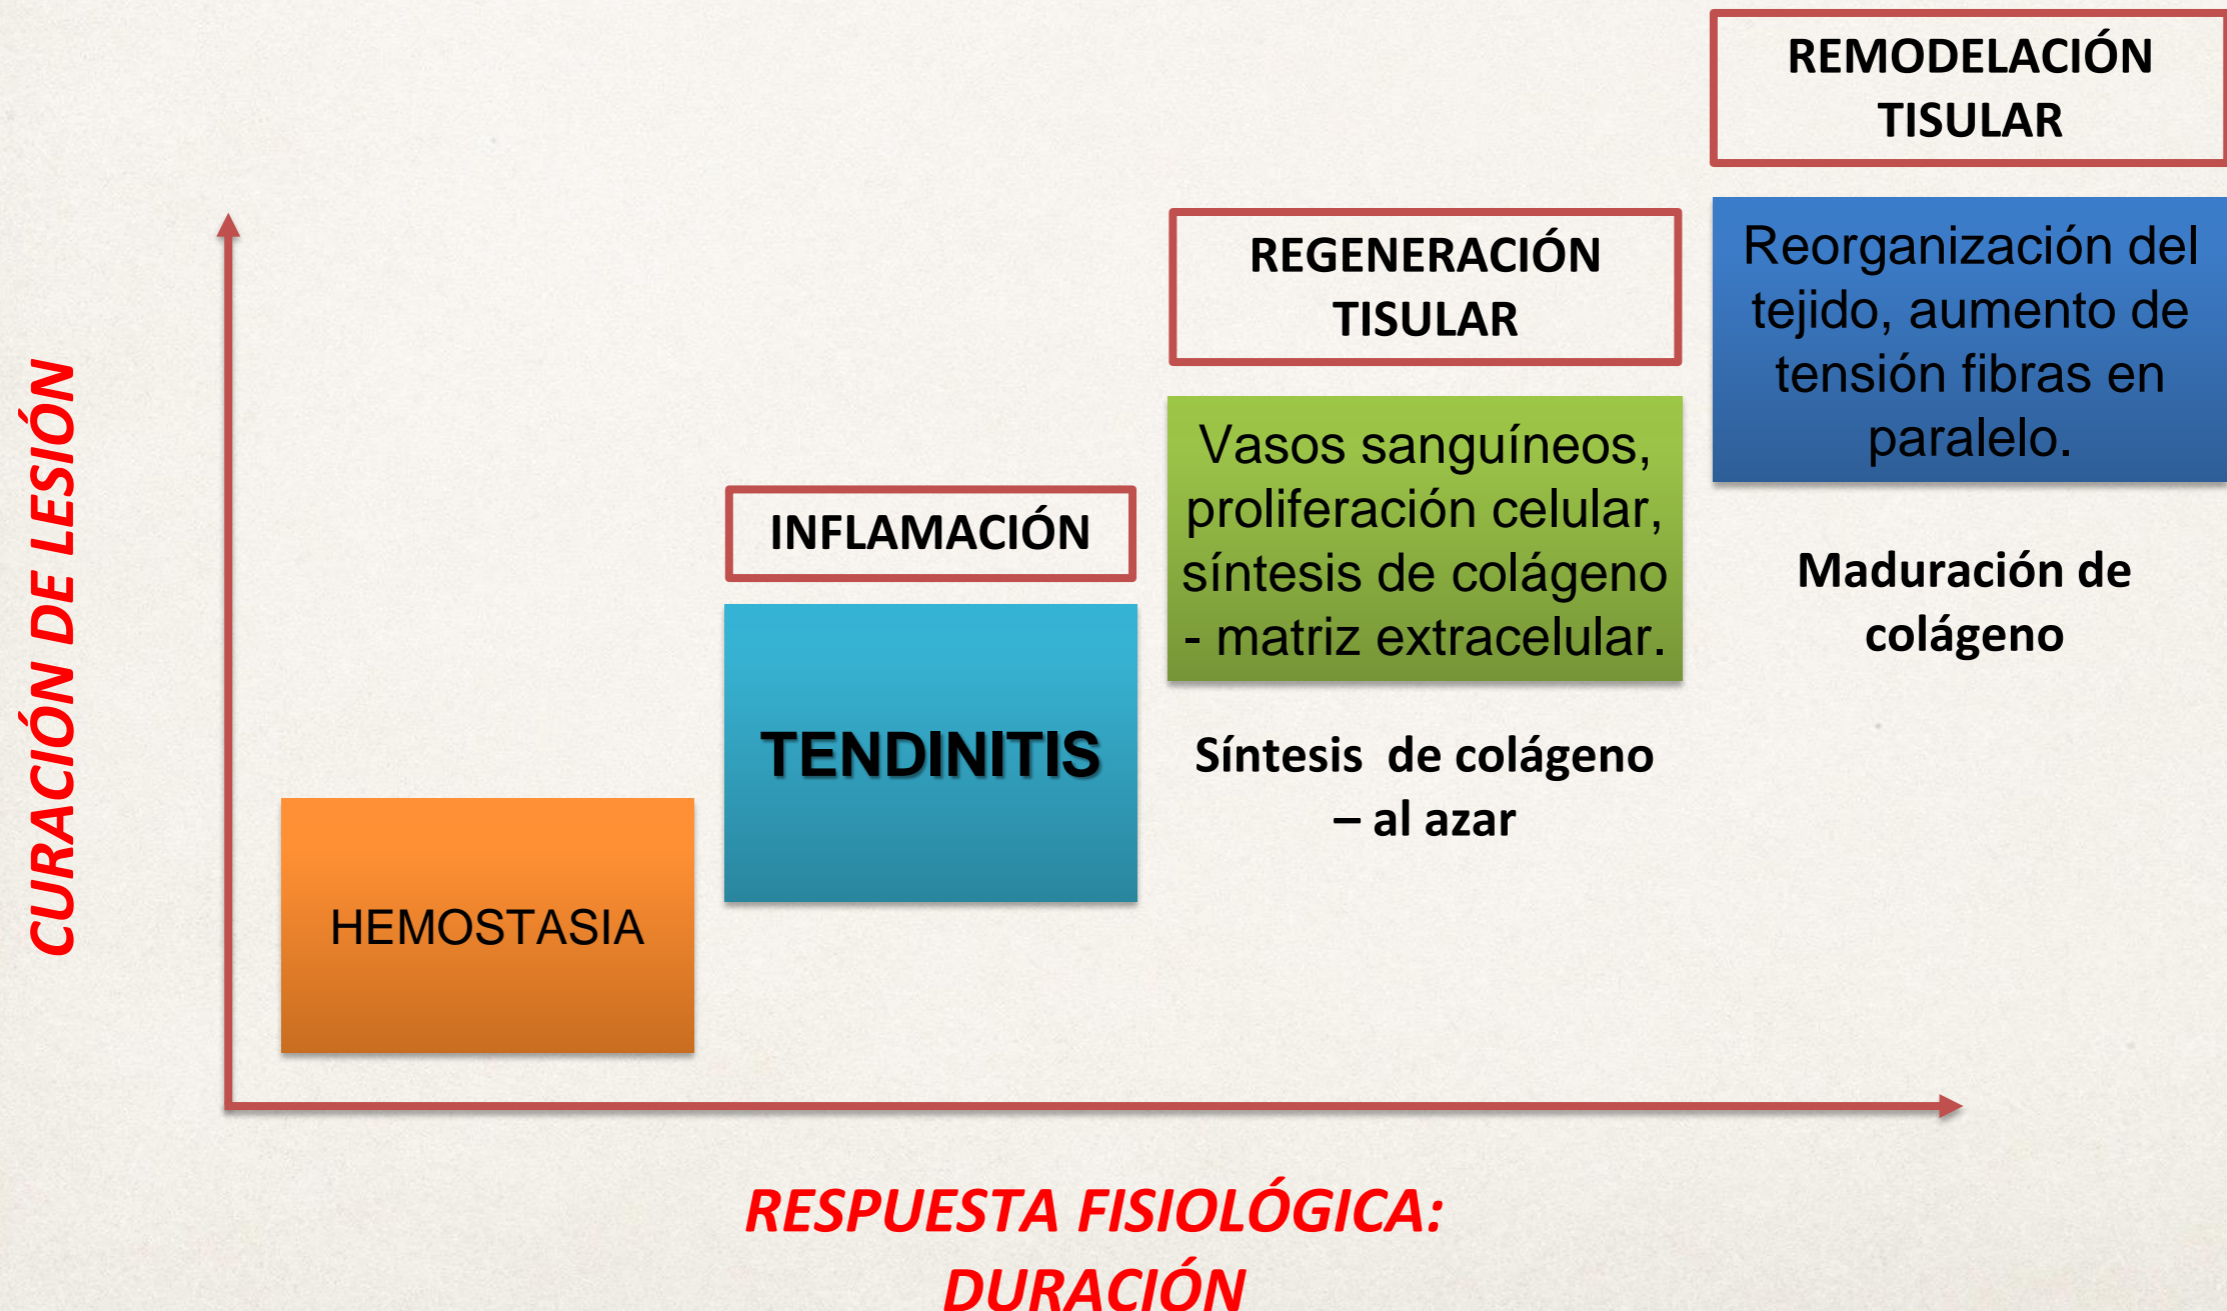 CURACIÓN DE LESIÓN
HEMOSTASIA
INFLAMACIÓN
TENDINITIS
REGENERACIÓN
TISULAR
Vasos sanguíneos,
proliferación celular,
síntesis de colágeno
- matriz extracelular.
Síntesis de colágeno
– al azar
REMODELACIÓN
TISULAR
Reorganización del
tejido, aumento de
tensión fibras en
paralelo.
Maduración de
colágeno
RESPUESTA FISIOLÓGICA:
DURACIÓN